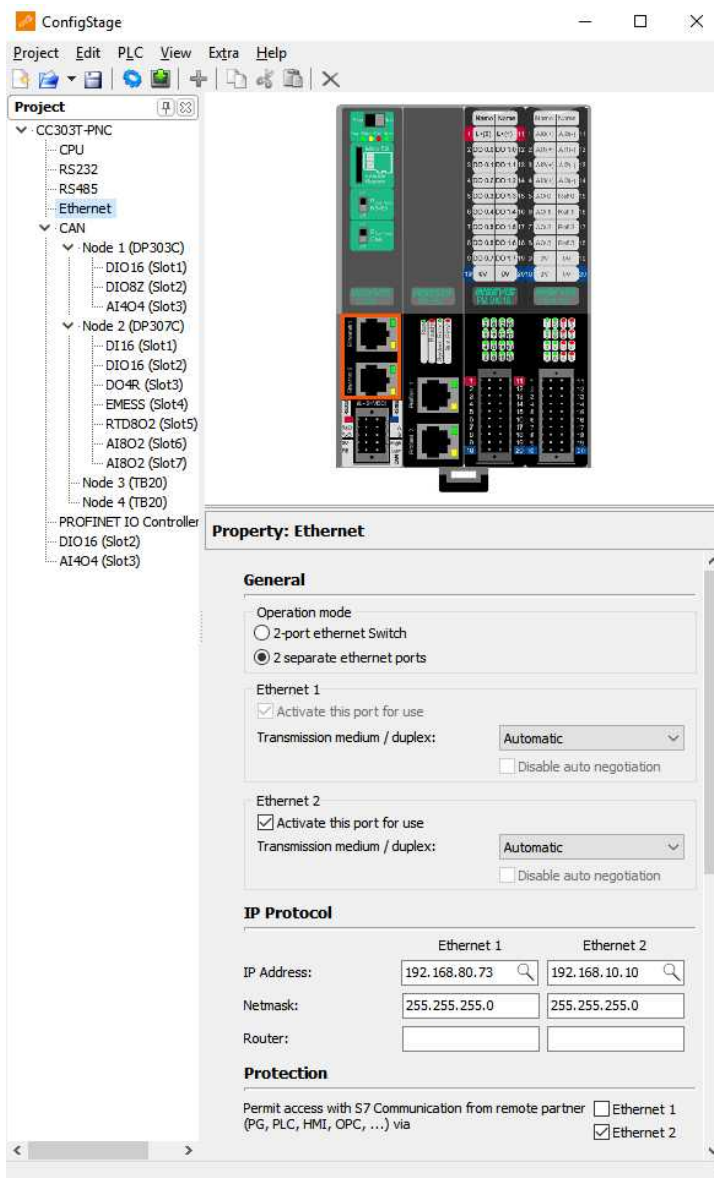 ConfigStage
Project Edit PLC View Extra Help
Project
CC303T-PNC
CPU
RS232
RS485
Ethernet
CAN
Node 1 (DP303C)
DIO16 (Slot1)
DIO8Z (Slot2)
AI4O4 (Slot3)
Node 2 (DP307C)
DI16 (Slot1)
DIO16 (Slot2)
DO4R (Slot3)
EMESS (Slot4)
RTD8O2 (Slot5)
AI8O2 (Slot6)
AI8O2 (Slot7)
Node 3 (TB20)
Node 4 (TB20)
PROFINET IO Controller
DIO16 (Slot2)
AI4O4 (Slot3)
Property: Ethernet
General
Operation mode
2-port ethernet Switch
2 separate ethernet ports
Ethernet 1
Activate this port for use
Transmission medium / duplex: Automatic
Disable auto negotiation
Ethernet 2
Activate this port for use
Transmission medium / duplex: Automatic
Disable auto negotiation
IP Protocol
Ethernet 1 Ethernet 2
IP Address: 192.168.80.73 192.168.10.10
Netmask: 255.255.255.0 255.255.255.0
Router:
Protection
Permit access with S7 Communication from remote partner Ethernet 1
(PG, PLC, HMI, OPC, ...) via Ethernet 2